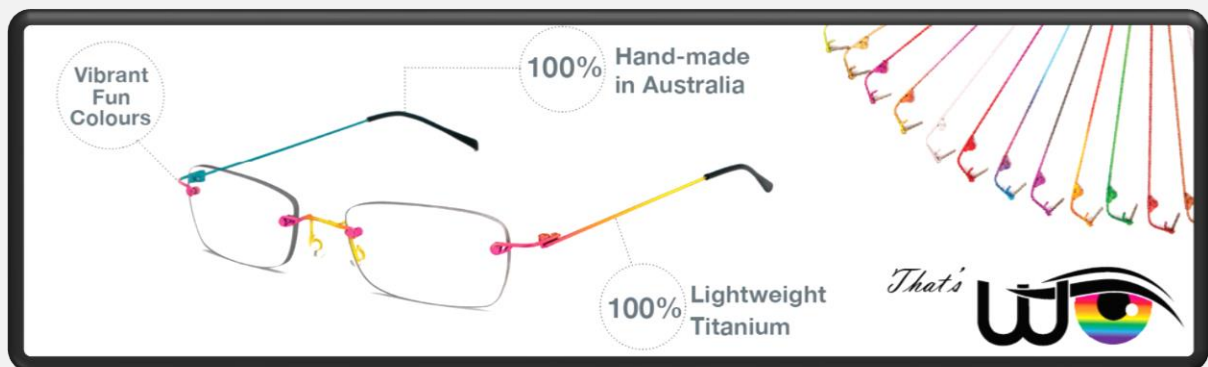 Vibrant
Fun
Colours
100%
Hand-made
in Australia
100%
Lightweight
Titanium
That's